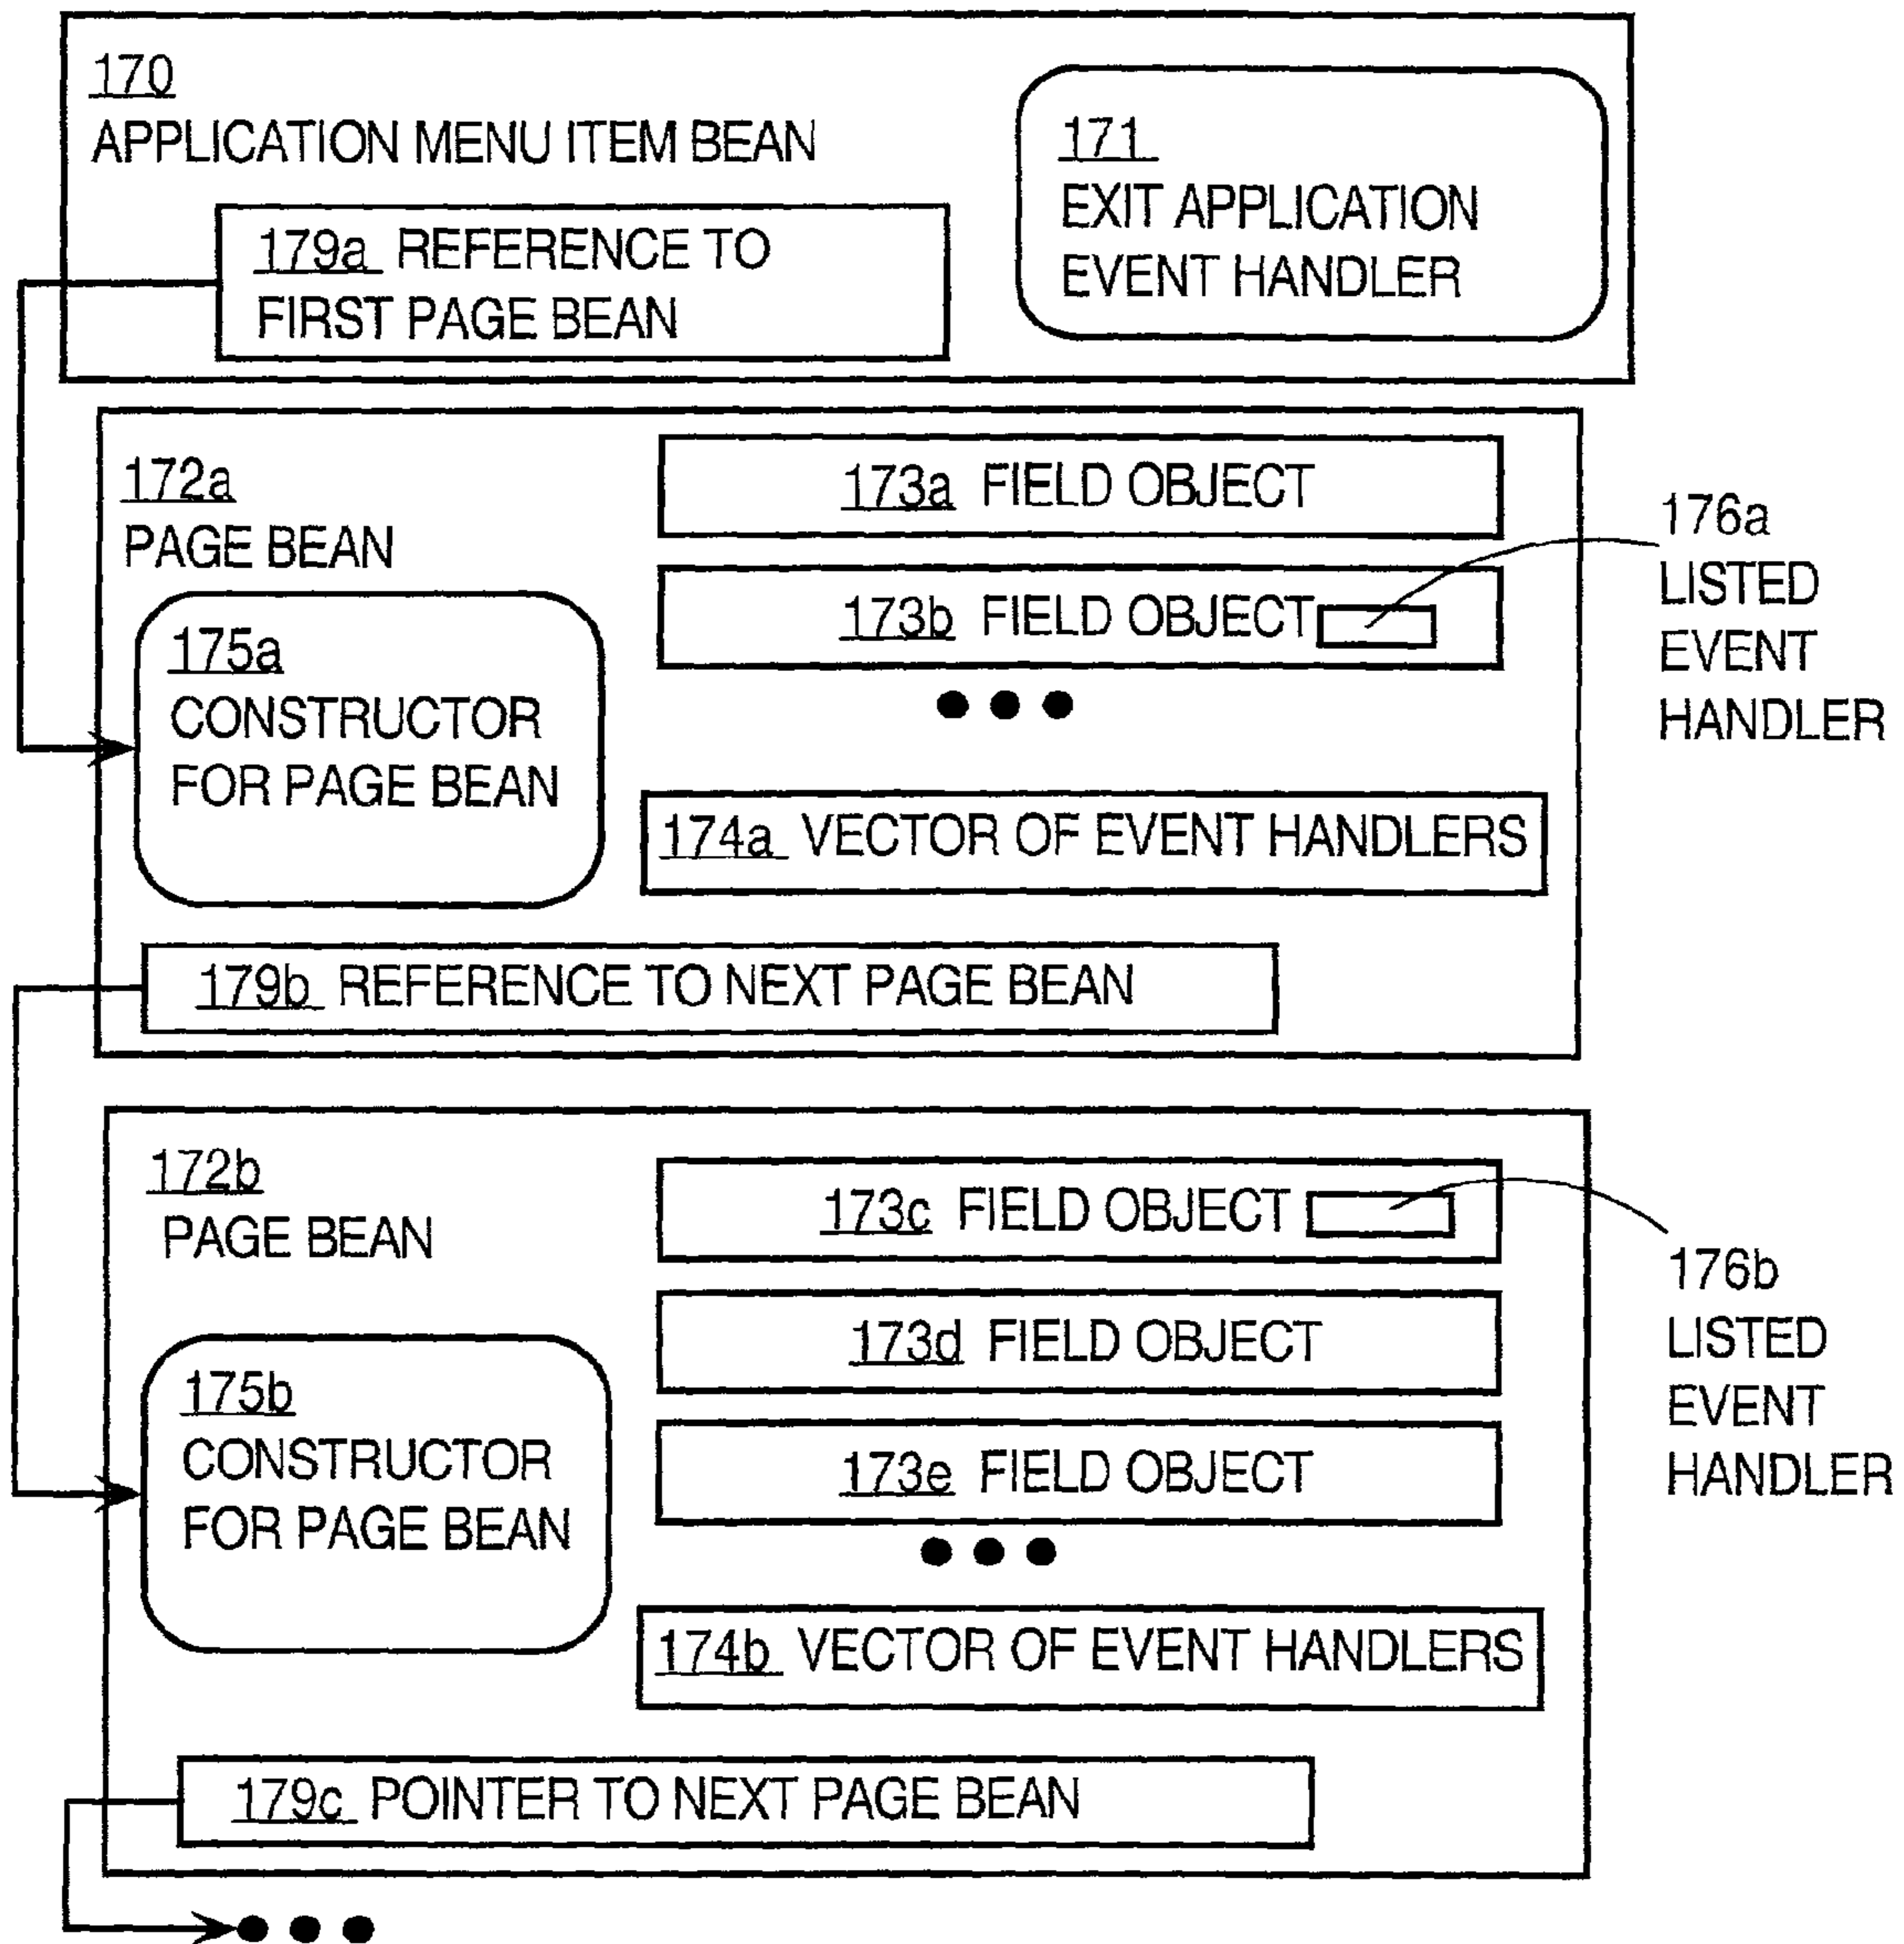 170
APPLICATION MENU ITEM BEAN
179a REFERENCE TO
FIRST PAGE BEAN
171
EXIT APPLICATION
EVENT HANDLER
172a
PAGE BEAN
175a
CONSTRUCTOR
FOR PAGE BEAN
173a FIELD OBJECT
173b FIELD OBJECT
174a VECTOR OF EVENT HANDLERS
176a
LISTED
EVENT
HANDLER
179b REFERENCE TO NEXT PAGE BEAN
172b
PAGE BEAN
175b
CONSTRUCTOR
FOR PAGE BEAN
173c FIELD OBJECT
173d FIELD OBJECT
173e FIELD OBJECT
174b VECTOR OF EVENT HANDLERS
176b
LISTED
EVENT
HANDLER
179c POINTER TO NEXT PAGE BEAN